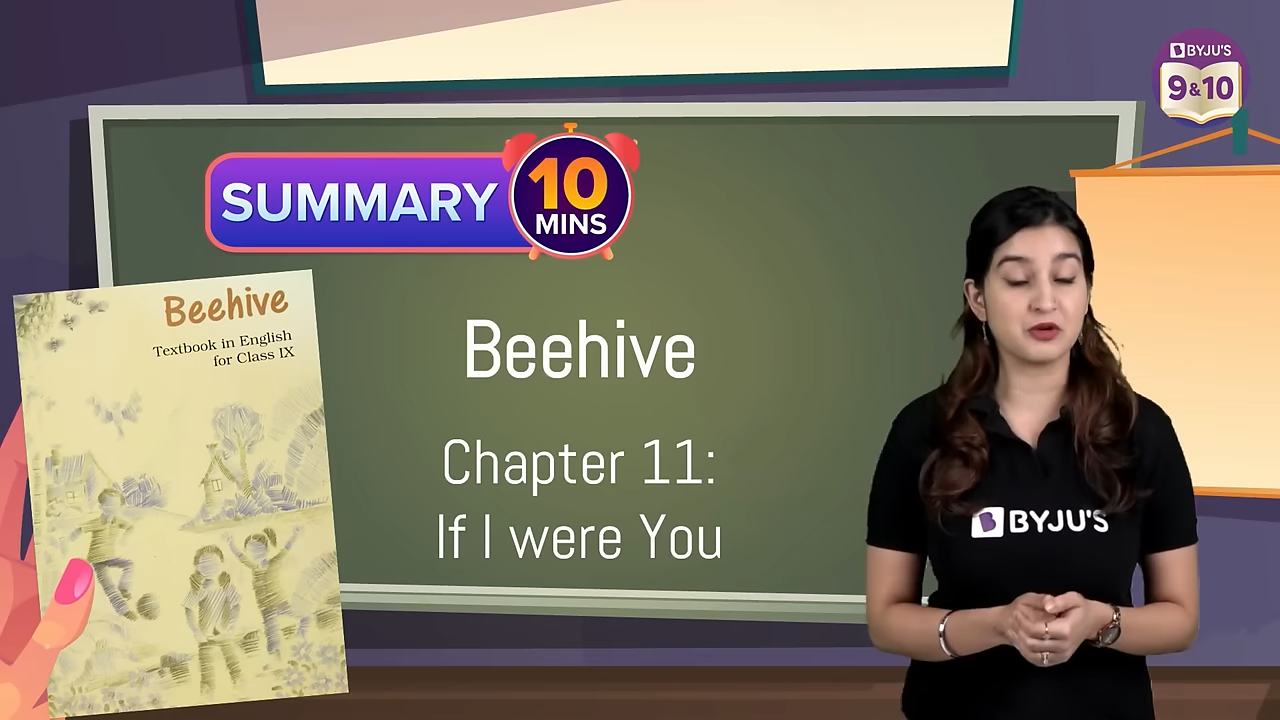 BYJU'S
9&10
SUMMARY
10
MINS
Beehive
Textbook in English
for Class IX
Beehive
Chapter 11:
If I were You
BYJU'S